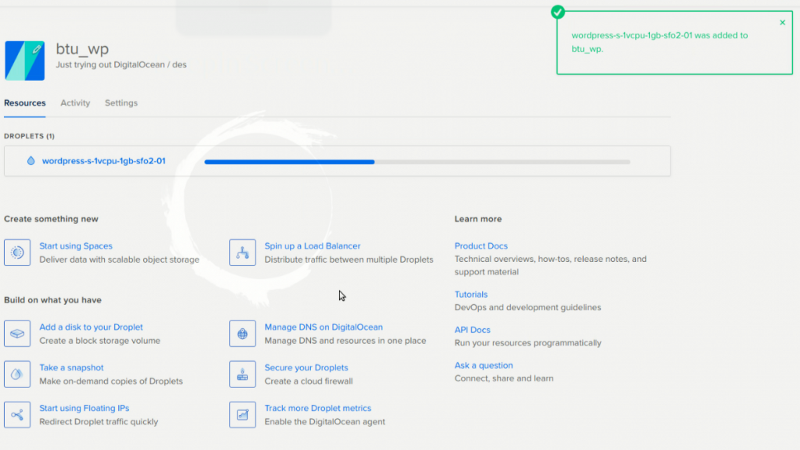 btu_wp
Just trying out DigitalOcean / des
wordpress-s-1vcpu-1gb-sfo2-01 was added to
btu_wp.
Resources Activity Settings
DROPLETS (1)
wordpress-s-1vcpu-1gb-sfo2-01
Create something new
Start using Spaces
Deliver data with scalable object storage
Spin up a Load Balancer
Distribute traffic between multiple Droplets
Build on what you have
Add a disk to your Droplet
Create a block storage volume
Manage DNS on DigitalOcean
Manage DNS and resources in one place
Take a snapshot
Make on-demand copies of Droplets
Secure your Droplets
Create a cloud firewall
Start using Floating IPs
Redirect Droplet traffic quickly
Track more Droplet metrics
Enable the DigitalOcean agent
Learn more
Product Docs
Technical overviews, how-tos, release notes, and
support material
Tutorials
DevOps and development guidelines
API Docs
Run your resources programmatically
Ask a question
Connect, share and learn